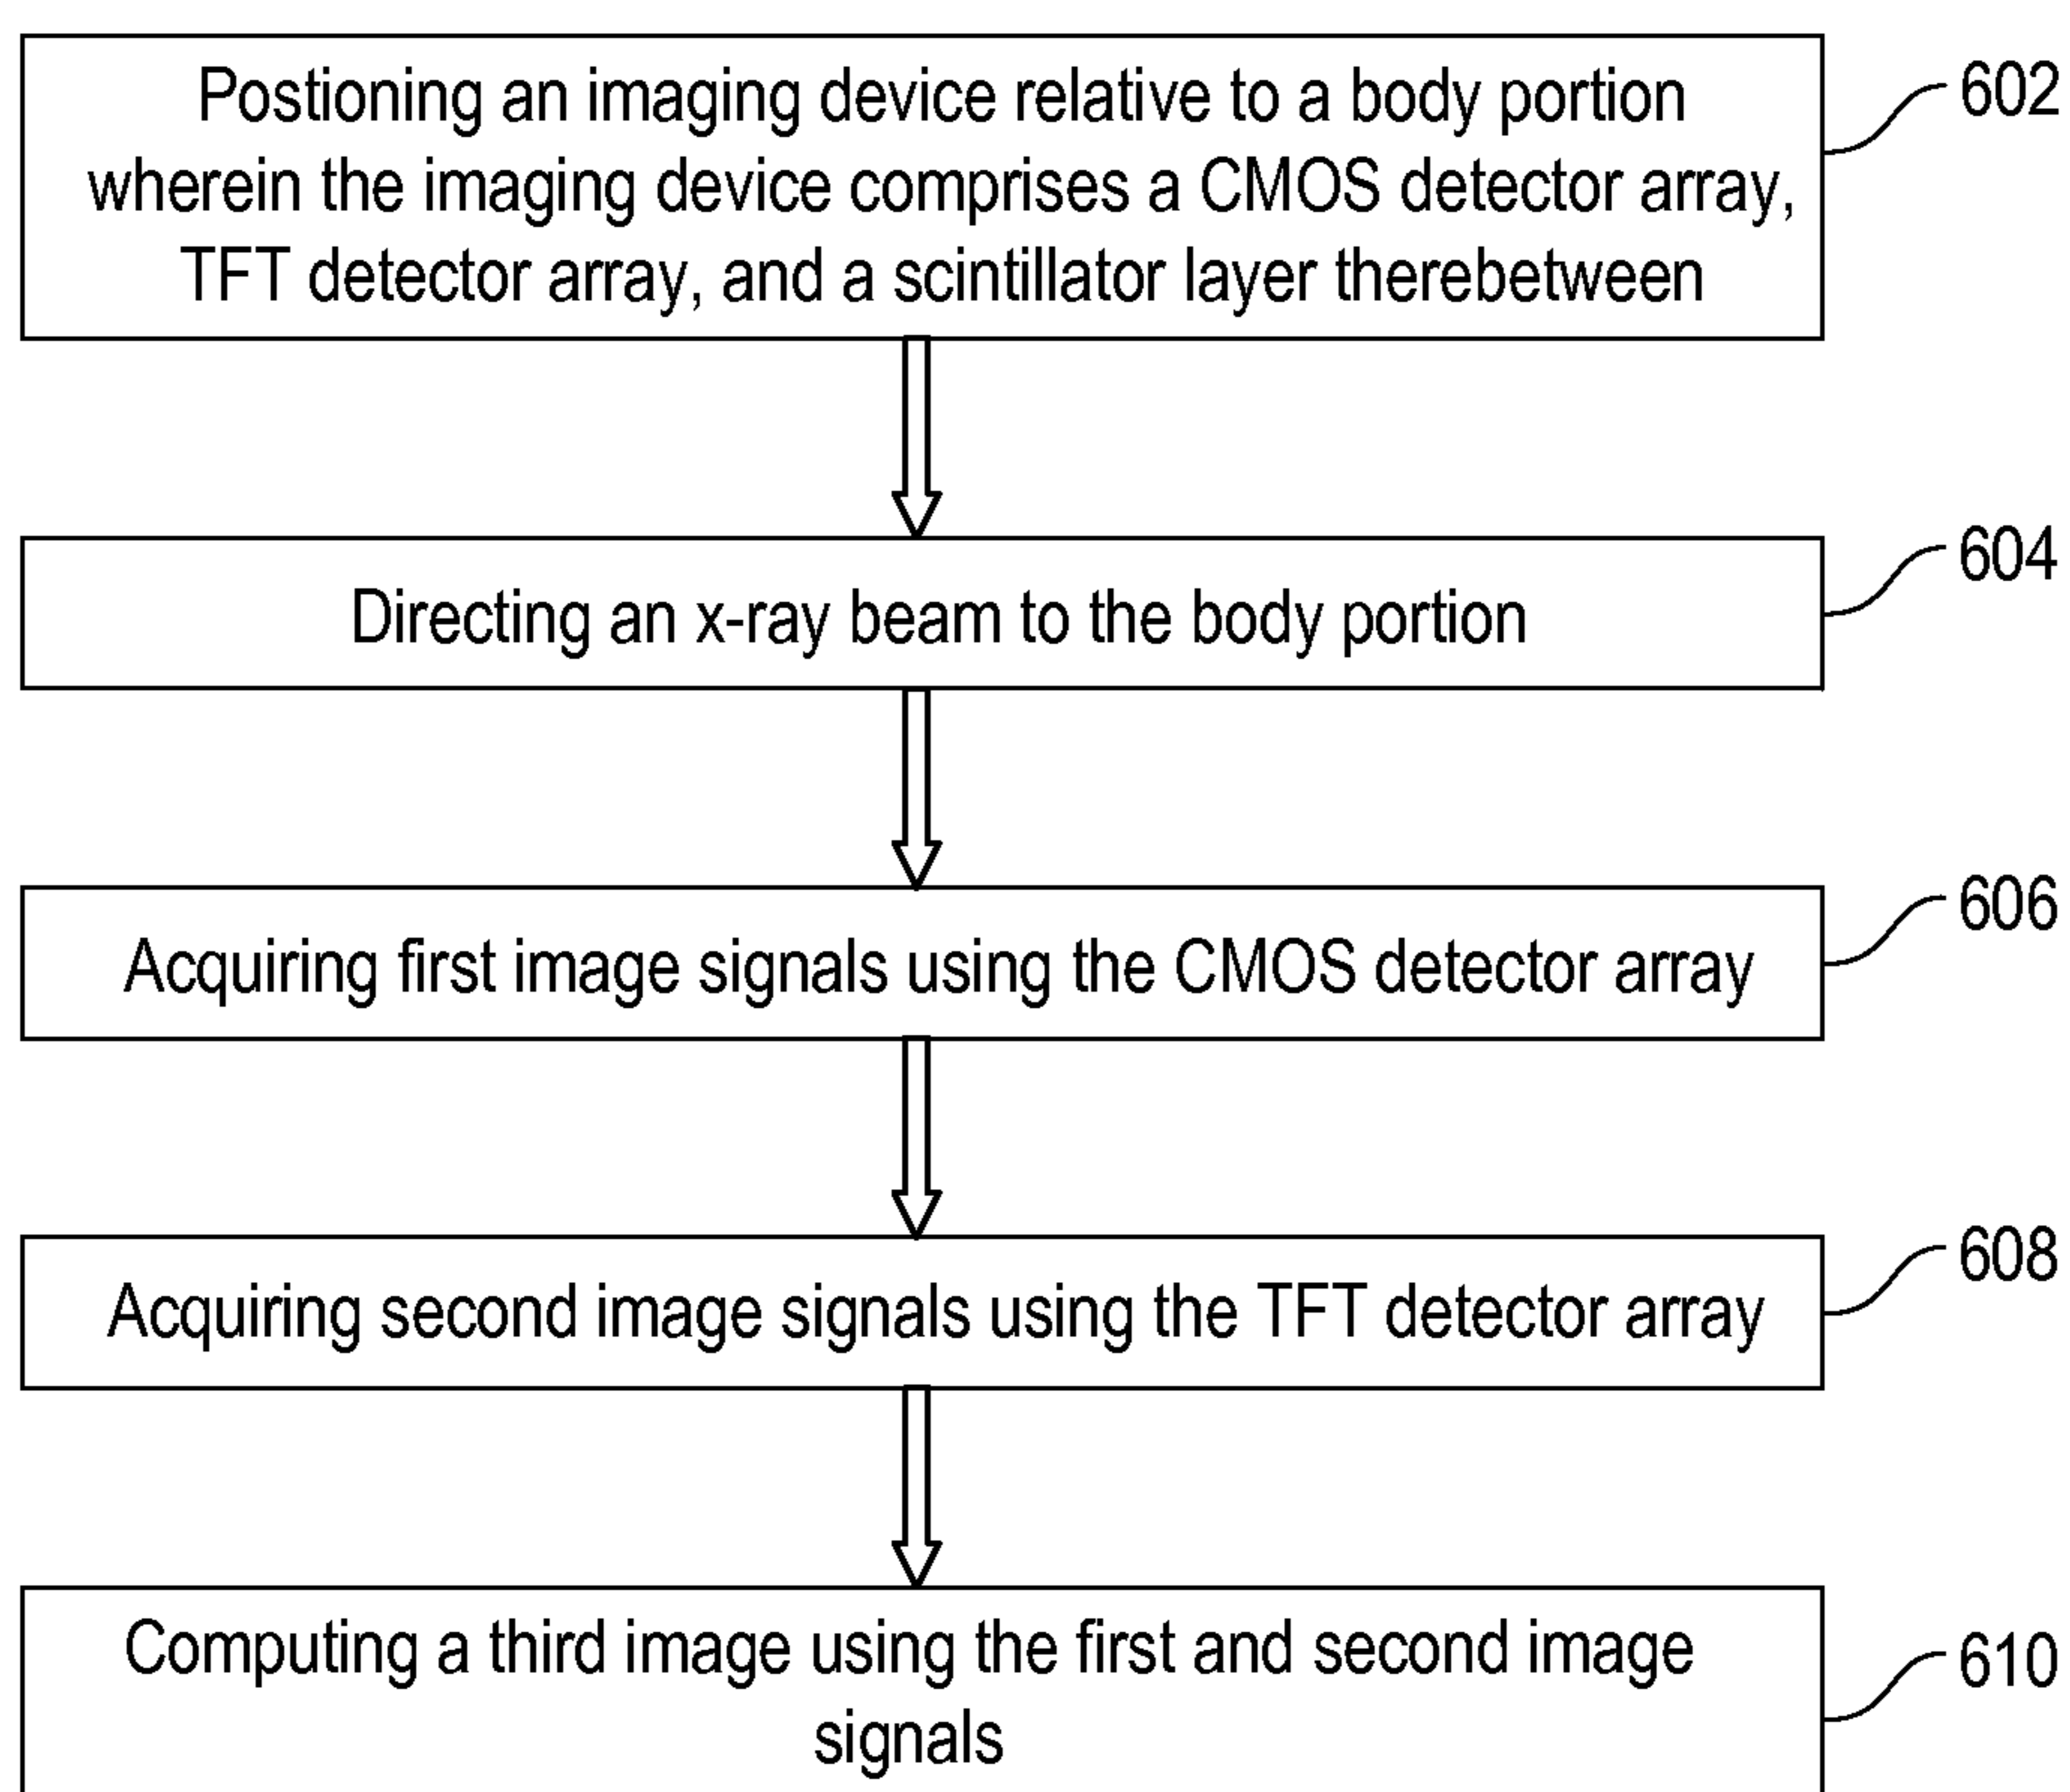 Postioning an imaging device relative to a body portion
602
wherein the imaging device comprises a CMOS detector array,
TFT detector array, and a scintillator layer therebetween
604
Directing an x-ray beam to the body portion
606
Acquiring first image signals using the CMOS detector array
608
Acquiring second image signals using the TFT detector array
Computing a third image using the first and second image
610
signals